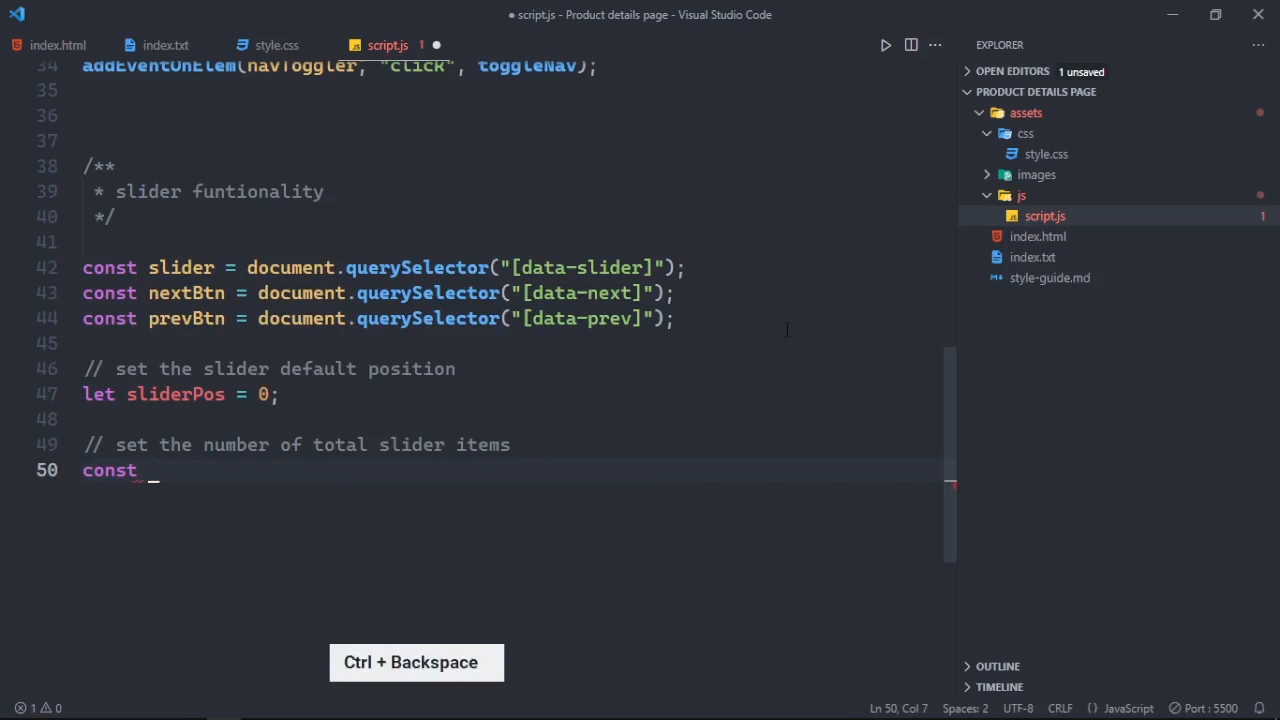 script.js - Product details page - Visual Studio Code
index.html
index.txt
style.css
script.js 1
34 addEventOnElem(navToggler, "click", toggleNav);
35
36
37
38 /**
39 * slider funtionality
40 */
41
42 const slider = document.querySelector("[data-slider]");
43 const nextBtn = document.querySelector("[data-next]");
44 const prevBtn = document.querySelector("[data-prev]");
45
46 // set the slider default position
47 let sliderPos = 0;
48
49 // set the number of total slider items
50 const
Ctrl + Backspace
EXPLORER
OPEN EDITORS 1 unsaved
PRODUCT DETAILS PAGE
assets
css
style.css
images
js
script.js 1
index.html
index.txt
style-guide.md
OUTLINE
TIMELINE
1 0
Ln 50, Col 7 Spaces: 2 UTF-8 CRLF {} JavaScript Port : 5500